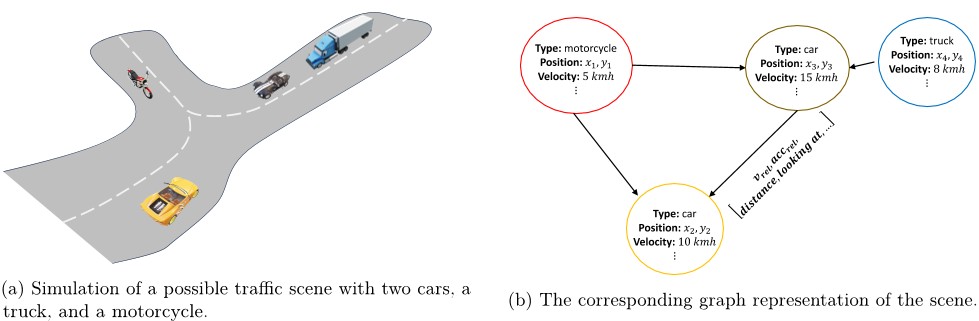 Type: motorcycle
Position: x₁, y₁
Velocity: 5 kmh
⋮
Type: car
Position: x₃, y₃
Velocity: 15 kmh
⋮
Type: truck
Position: x₄, y₄
Velocity: 8 kmh
⋮
[v_rel, acc_rel,
distance, looking at, ...]
Type: car
Position: x₂, y₂
Velocity: 10 kmh
⋮
(a) Simulation of a possible traffic scene with two cars, a
truck, and a motorcycle.
(b) The corresponding graph representation of the scene.